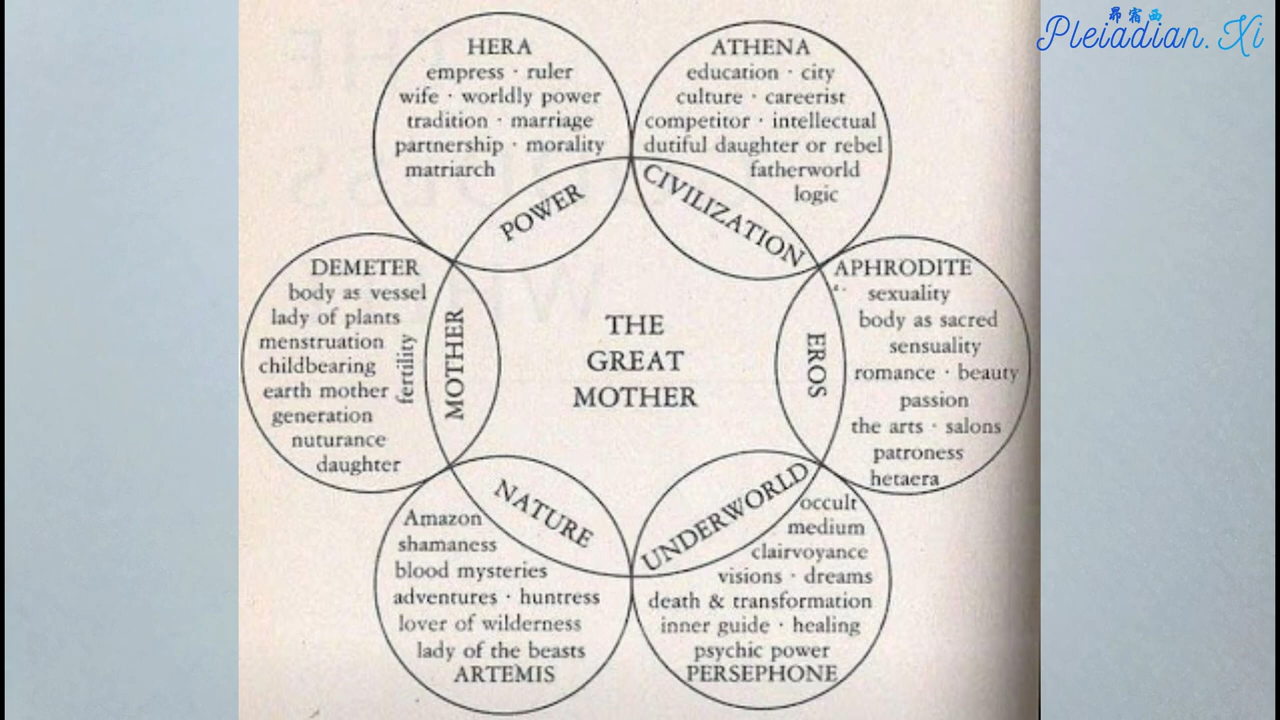 昴宿西
Pleiadian.Xi
HERA
empress · ruler
wife · worldly power
tradition · marriage
partnership · morality
matriarch
POWER
ATHENA
education · city
culture · careerist
competitor · intellectual
dutiful daughter or rebel
fatherworld
logic
CIVILIZATION
DEMETER
body as vessel
lady of plants
menstruation
childbearing
earth mother
generation
nuturance
daughter
fertility
MOTHER
THE
GREAT
MOTHER
EROS
APHRODITE
sexuality
body as sacred
sensuality
romance · beauty
passion
the arts · salons
patroness
hetaera
NATURE
Amazon
shamaness
blood mysteries
adventures · huntress
lover of wilderness
lady of the beasts
ARTEMIS
UNDERWORLD
occult
medium
clairvoyance
visions · dreams
death & transformation
inner guide · healing
psychic power
PERSEPHONE